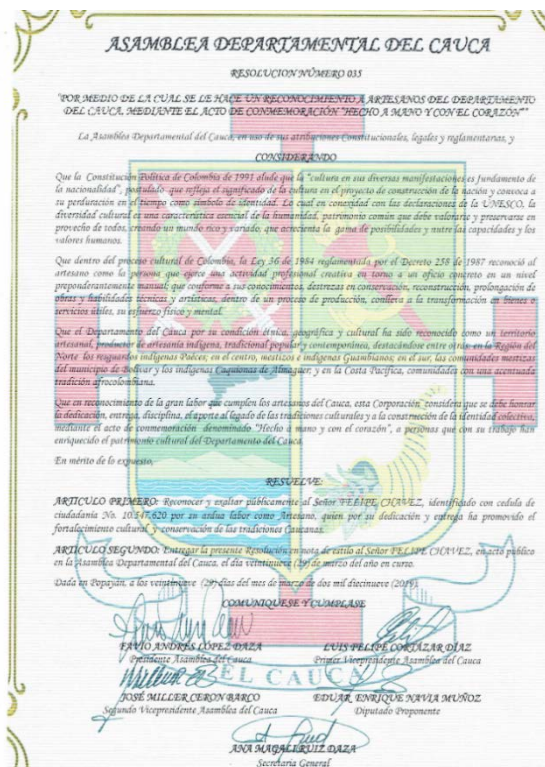 ASAMBLEA DEPARTAMENTAL DEL CAUCA
RESOLUCION NÚMERO 035
"POR MEDIO DE LA CUAL SE LE HACE UN RECONOCIMIENTO A ARTESANOS DEL DEPARTAMENTO
DEL CAUCA, MEDIANTE EL ACTO DE CONMEMORACIÓN "HECHO A MANO Y CON EL CORAZÓN""
La Asamblea Departamental del Cauca, en uso de sus atribuciones Constitucionales, legales y reglamentarias, y
CONSIDERANDO
Que la Constitución Política de Colombia de 1991 alude que la "cultura en sus diversas manifestaciones es fundamento de
la nacionalidad", postulado que refleja el significado de la cultura en el proyecto de construcción de la nación y convoca a
su perduración en el tiempo como símbolo de identidad. Lo cual en conexidad con las declaraciones de la UNESCO, la
diversidad cultural es una característica esencial de la humanidad, patrimonio común que debe valorarse y preservarse en
provecho de todos, creando un mundo rico y variado, que acrecienta la gama de posibilidades y nutre las capacidades y los
valores humanos.
Que dentro del proceso cultural de Colombia, la Ley 36 de 1984 reglamentada por el Decreto 258 de 1987 reconoció al
artesano como la persona que ejerce una actividad profesional creativa en torno a un oficio concreto en un nivel
preponderantemente manual, que conforme a sus conocimientos, destrezas en conservación, reconstrucción, prolongación de
obras y habilidades técnicas y artísticas, dentro de un proceso de producción, conlleva a la transformación en bienes o
servicios útiles, su esfuerzo físico y mental.
Que el Departamento del Cauca por su condición étnica, geográfica y cultural ha sido reconocido como un territorio
artesanal, productor de artesanía indígena, tradicional popular y contemporánea, destacándose entre otras: en la Región del
Norte los resguardos indígenas Paéces; en el centro, mestizos e indígenas Guambianos; en el sur, las comunidades mestizas
del municipio de Bolívar y los indígenas Caquionas de Almaguer; y en la Costa Pacífica, comunidades con una acentuada
tradición afrocolombiana.
Que en reconocimiento de la gran labor que cumplen los artesanos del Cauca, esta Corporación considera que se debe honrar
la dedicación, entrega, disciplina, el aporte al legado de las tradiciones culturales y a la construcción de la identidad colectiva,
mediante el acto de conmemoración denominado "Hecho a mano y con el corazón", a personas que con su trabajo han
enriquecido el patrimonio cultural del Departamento del Cauca.
En mérito de lo expuesto,
RESUELVE:
ARTICULO PRIMERO: Reconocer y exaltar públicamente al Señor FELIPE CHAVEZ, identificado con cedula de
ciudadanía No. 10.547.620 por su ardua labor como Artesano, quien por su dedicación y entrega ha promovido el
fortalecimiento cultural y conservación de las tradiciones Caucanas.
ARTICULO SEGUNDO: Entregar la presente Resolución en nota de estilo al Señor FELIPE CHAVEZ, en acto público
en la Asamblea Departamental del Cauca, el día veintinueve (29) de marzo del año en curso.
Dada en Popayán, a los veintinueve (29) días del mes de marzo de dos mil diecinueve (2019).
COMUNIQUESE Y CUMPLASE
FAVIO ANDRÉS LÓPEZ DAZA LUIS FELIPE CORTÁZAR DÍAZ
Presidente Asamblea del Cauca Primer Vicepresidente Asamblea del Cauca
DEL CAUCA
JOSÉ MILLER CERON BARCO EDUAR ENRIQUE NAVIA MUÑOZ
Segundo Vicepresidente Asamblea del Cauca Diputado Proponente
ANA MAGALI RUIZ DAZA
Secretaria General